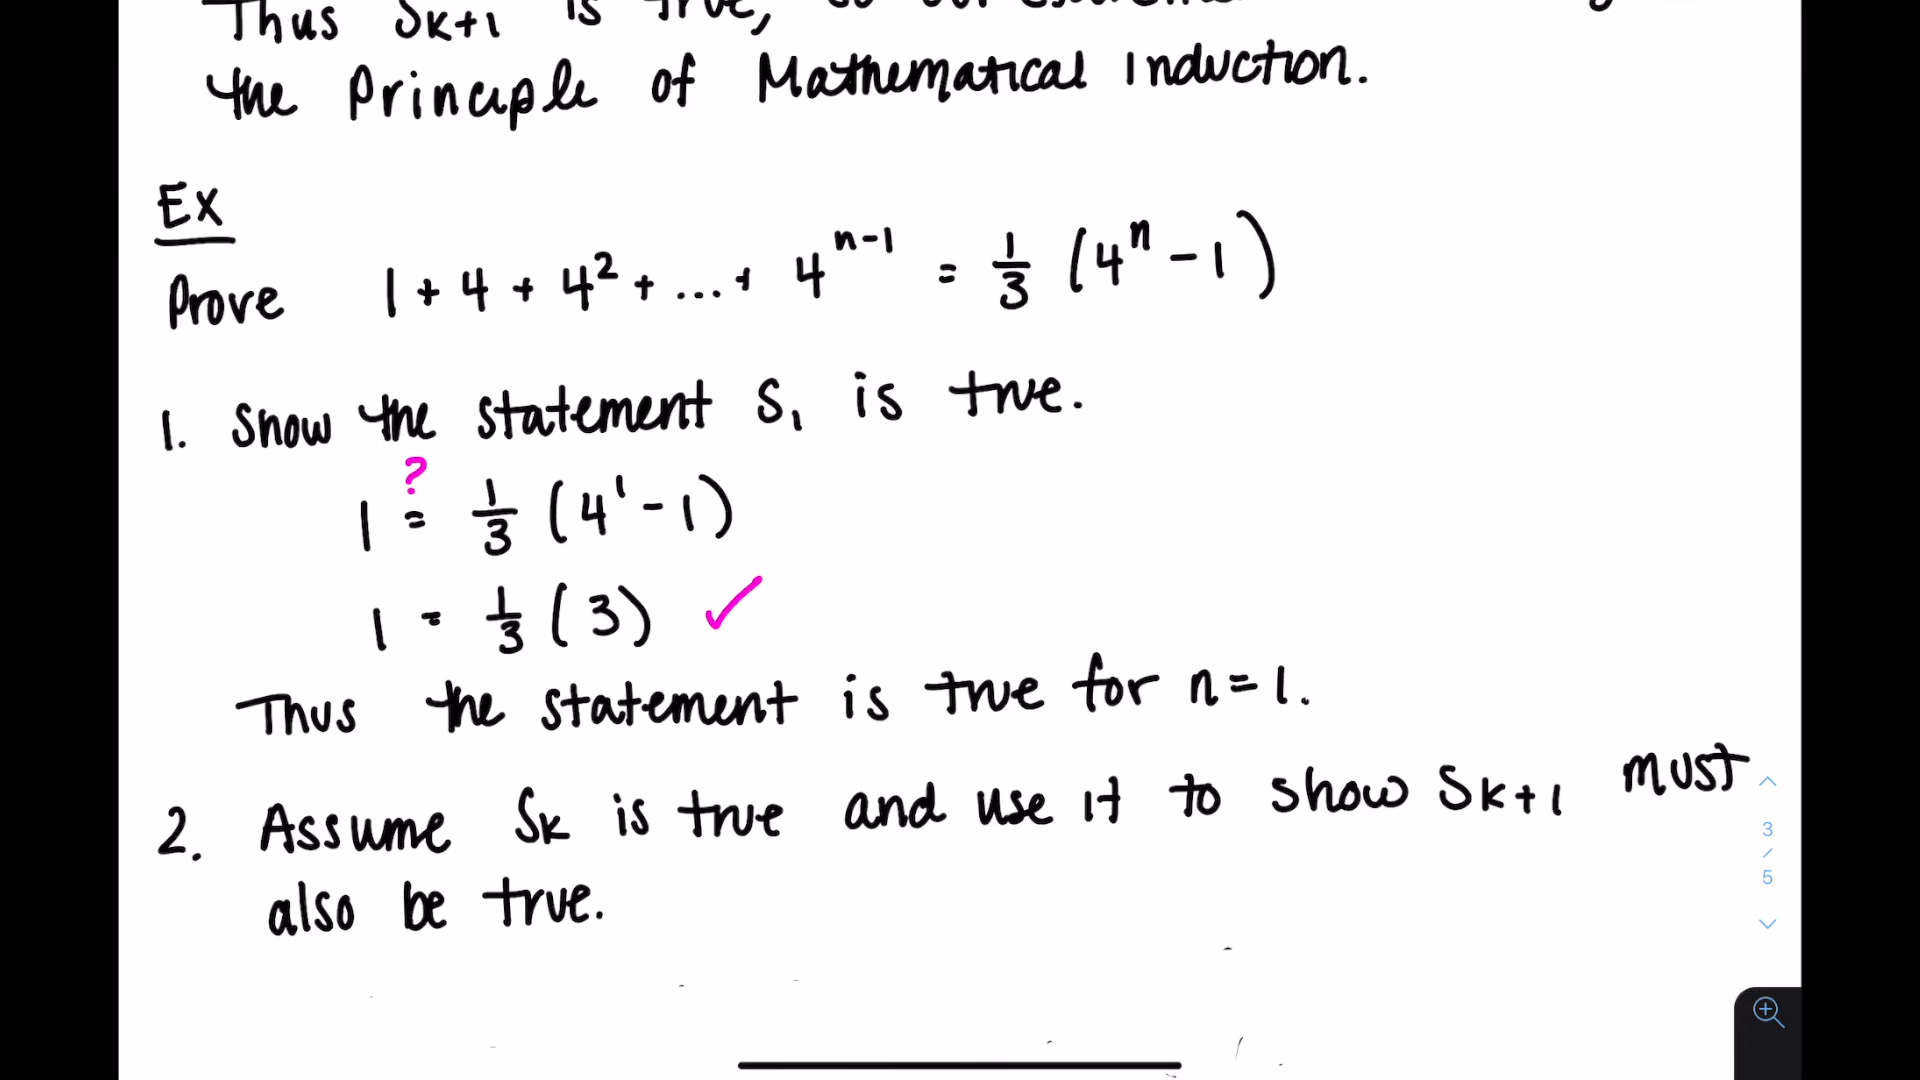 Thus Sk+1 is true,
the Principle of Mathematical Induction.
Ex
Prove 1 + 4 + 4² + ... + 4ⁿ⁻¹ = 1/3 (4ⁿ - 1)
1. Show the statement S₁ is true.
?
1 = 1/3 (4¹ - 1)
1 = 1/3 (3) ✓
Thus the statement is true for n=1.
2. Assume Sk is true and use it to show Sk+1 must
also be true.
3
/
5